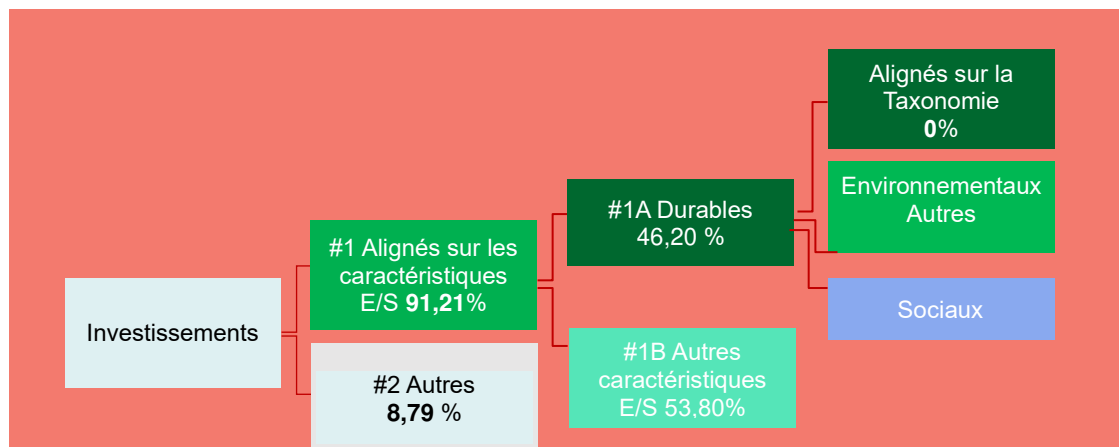 Investissements
#1 Alignés sur les
caractéristiques
E/S 91,21%
#2 Autres
8,79 %
#1A Durables
46,20 %
#1B Autres
caractéristiques
E/S 53,80%
Alignés sur la
Taxonomie
0%
Environnementaux
Autres
Sociaux